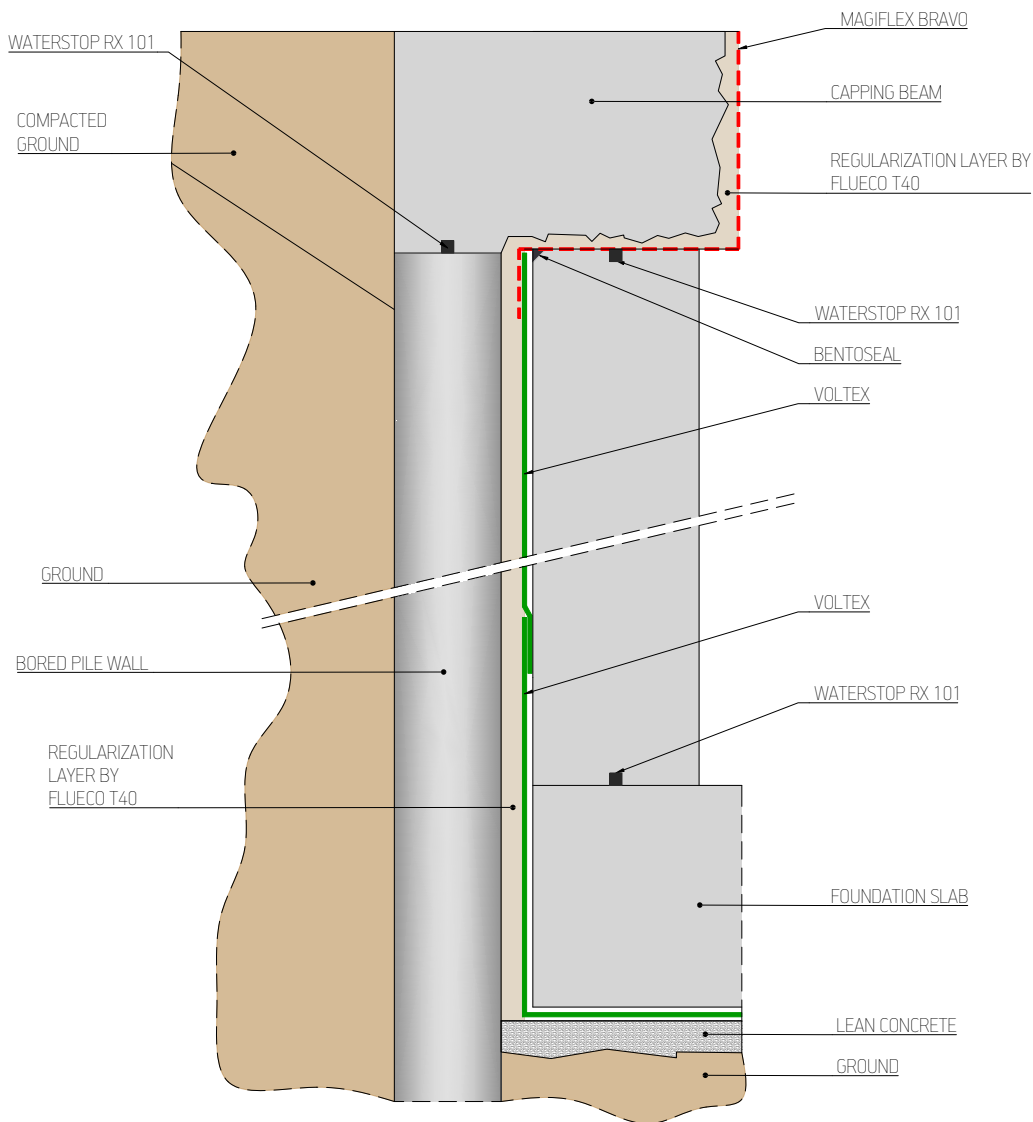 MAGIFLEX BRAVO
WATERSTOP RX 101
CAPPING BEAM
COMPACTED
GROUND
REGULARIZATION LAYER BY
FLUECO T40
WATERSTOP RX 101
BENTOSEAL
VOLTEX
GROUND
VOLTEX
BORED PILE WALL
WATERSTOP RX 101
REGULARIZATION
LAYER BY
FLUECO T40
FOUNDATION SLAB
LEAN CONCRETE
GROUND